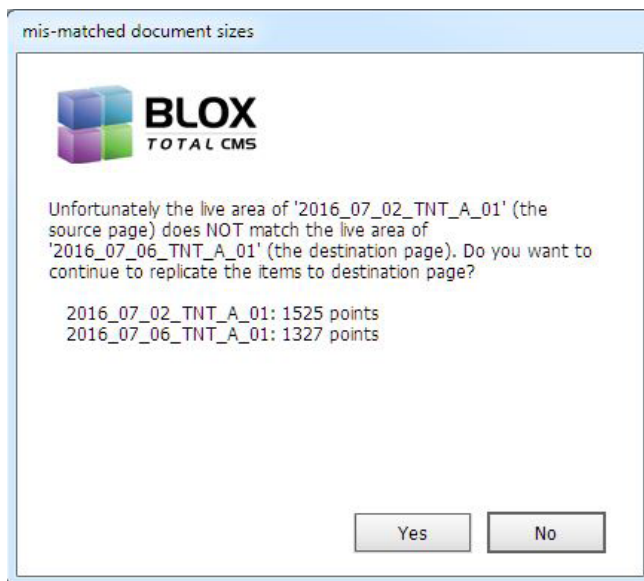 mis-matched document sizes
BLOX
TOTAL CMS
Unfortunately the live area of '2016_07_02_TNT_A_01' (the
source page) does NOT match the live area of
'2016_07_06_TNT_A_01' (the destination page). Do you want to
continue to replicate the items to destination page?
2016_07_02_TNT_A_01: 1525 points
2016_07_06_TNT_A_01: 1327 points
Yes
No